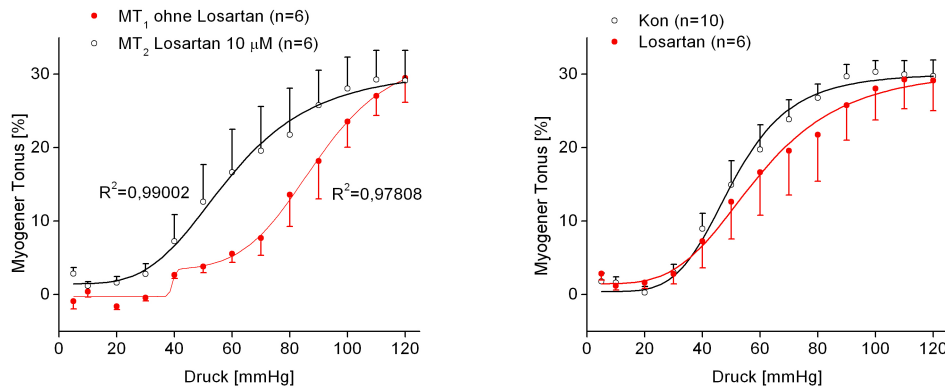 MT1 ohne Losartan (n=6)
MT2 Losartan 10 μM (n=6)
30
20
10
0
Myogener Tonus [%]
R2=0,99002
R2=0,97808
0 20 40 60 80 100 120
Druck [mmHg]
Kon (n=10)
Losartan (n=6)
30
20
10
0
Myogener Tonus [%]
0 20 40 60 80 100 120
Druck [mmHg]